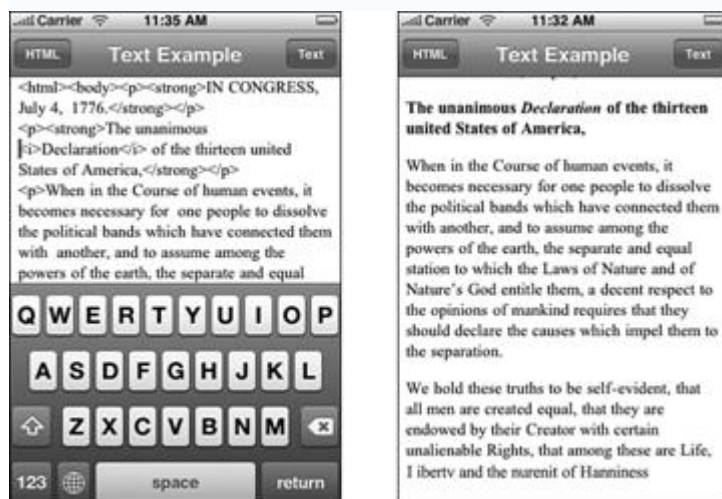 Carrier 11:35 AM
HTML Text Example Text
<html><body><p><strong>IN CONGRESS,
July 4, 1776.</strong></p>
<p><strong>The unanimous
<i>Declaration</i> of the thirteen united
States of America,</strong></p>
<p>When in the Course of human events, it
becomes necessary for one people to dissolve
the political bands which have connected them
with another, and to assume among the
powers of the earth, the separate and equal
Q W E R T Y U I O P
A S D F G H J K L
Z X C V B N M
123 space return
Carrier 11:32 AM
HTML Text Example Text
The unanimous Declaration of the thirteen
united States of America,
When in the Course of human events, it
becomes necessary for one people to dissolve
the political bands which have connected them
with another, and to assume among the
powers of the earth, the separate and equal
station to which the Laws of Nature and of
Nature's God entitle them, a decent respect to
the opinions of mankind requires that they
should declare the causes which impel them to
the separation.
We hold these truths to be self-evident, that
all men are created equal, that they are
endowed by their Creator with certain
unalienable Rights, that among these are Life,
Liberty and the pursuit of Happiness